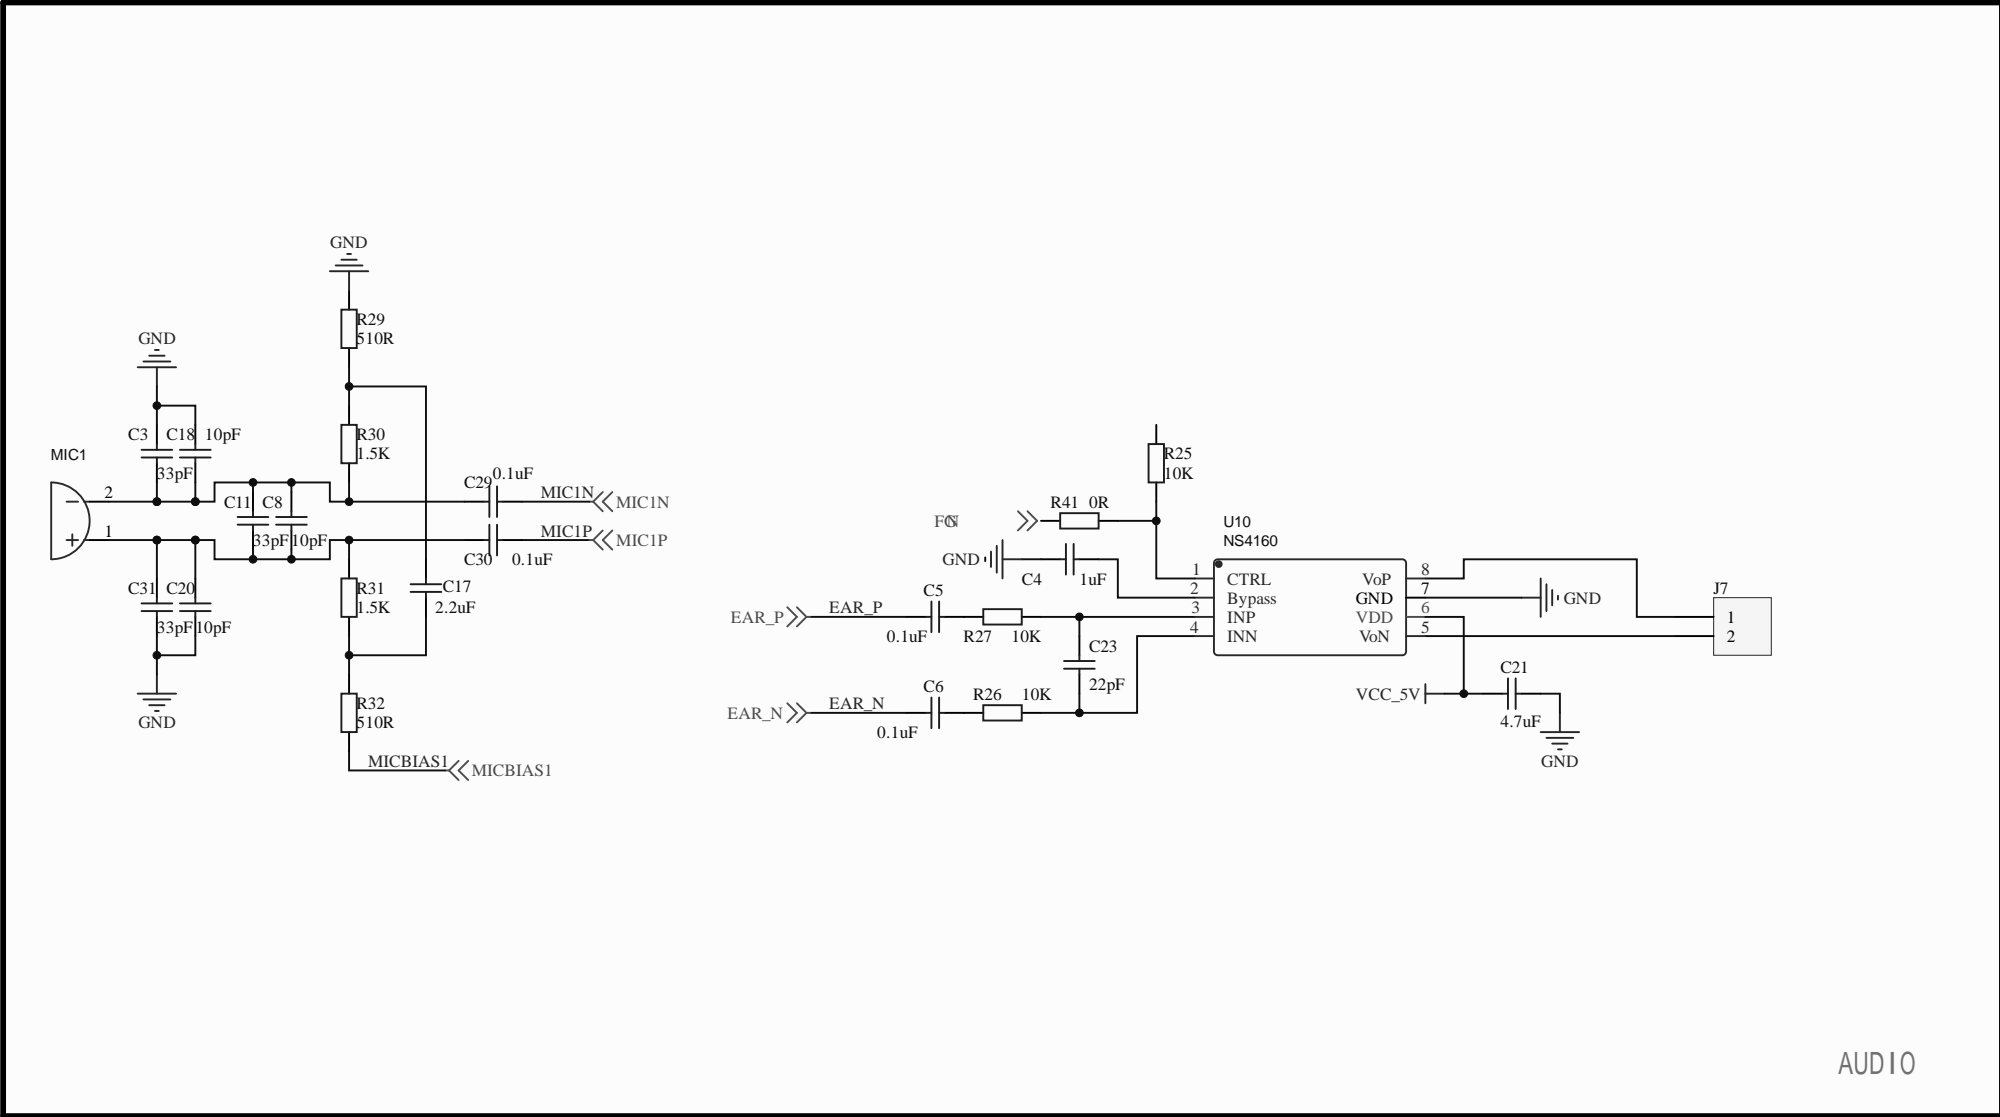 GND
R29
510R
GND
R30
1.5K
C3
C18
10pF
33pF
MIC1
2
1
C11
C8
33pF
10pF
C29
0.1uF
MIC1N
MIC1N
MIC1P
MIC1P
C30
0.1uF
C31
C20
33pF
10pF
GND
R31
1.5K
C17
2.2uF
R32
510R
MICBIAS1
MICBIAS1
R25
10K
R41 0R
GND
C4
1uF
U10
NS4160
1
2
3
4
CTRL
Bypass
INP
INN
VoP
GND
VDD
VoN
8
7
6
5
EAR_P
EAR_P
C5
0.1uF
R27
10K
C23
22pF
EAR_N
EAR_N
C6
0.1uF
R26
10K
GND
J7
1
2
VCC_5V
C21
4.7uF
GND
AUDIO